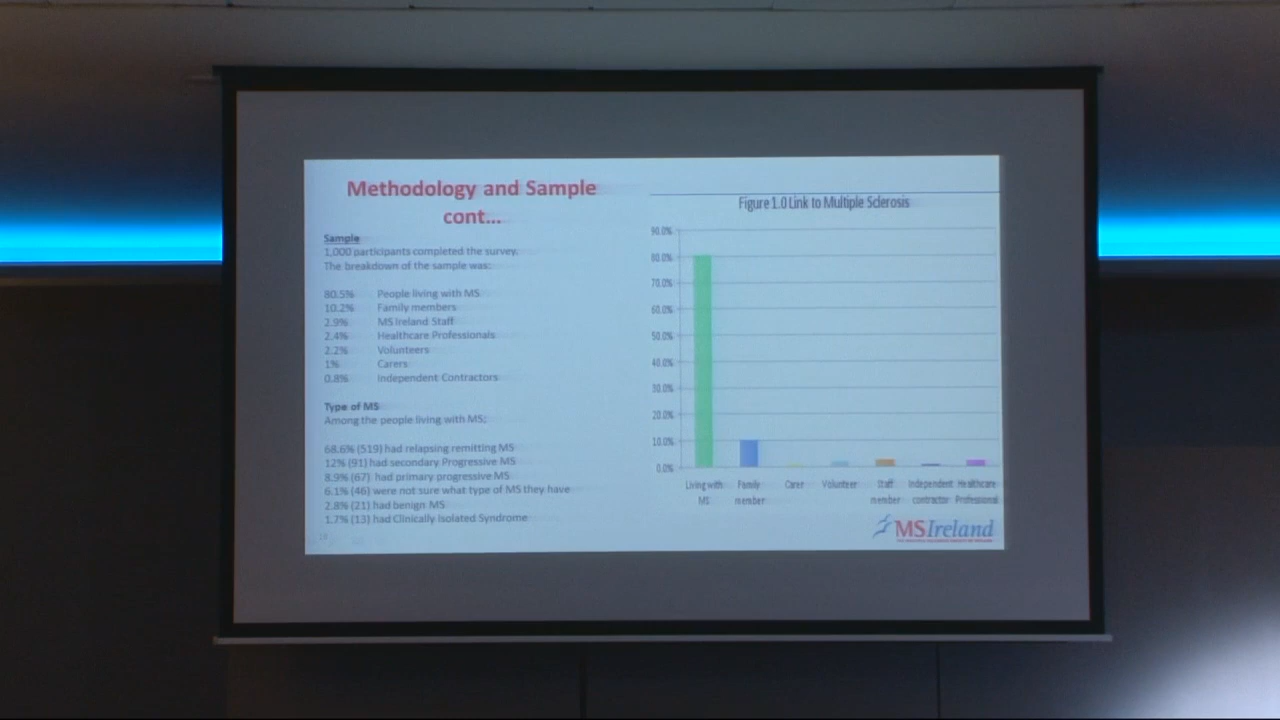 Methodology and Sample
cont...
Sample
1,000 participants completed the survey.
The breakdown of the sample was:
80.5% People living with MS
10.2% Family members
2.9% MS Ireland Staff
2.4% Healthcare Professionals
2.2% Volunteers
1% Carers
0.8% Independent Contractors
Type of MS
Among the people living with MS:
68.6% (519) had relapsing remitting MS
12% (91) had secondary Progressive MS
8.9% (67) had primary progressive MS
6.1% (46) were not sure what type of MS they have
2.8% (21) had benign MS
1.7% (13) had Clinically Isolated Syndrome
Figure 1.0 Link to Multiple Sclerosis
90.0%
80.0%
70.0%
60.0%
50.0%
40.0%
30.0%
20.0%
10.0%
0.0%
Living with MS
Family member
Carer
Volunteer
Staff member
Independent contractor
Healthcare Professional
MSIreland